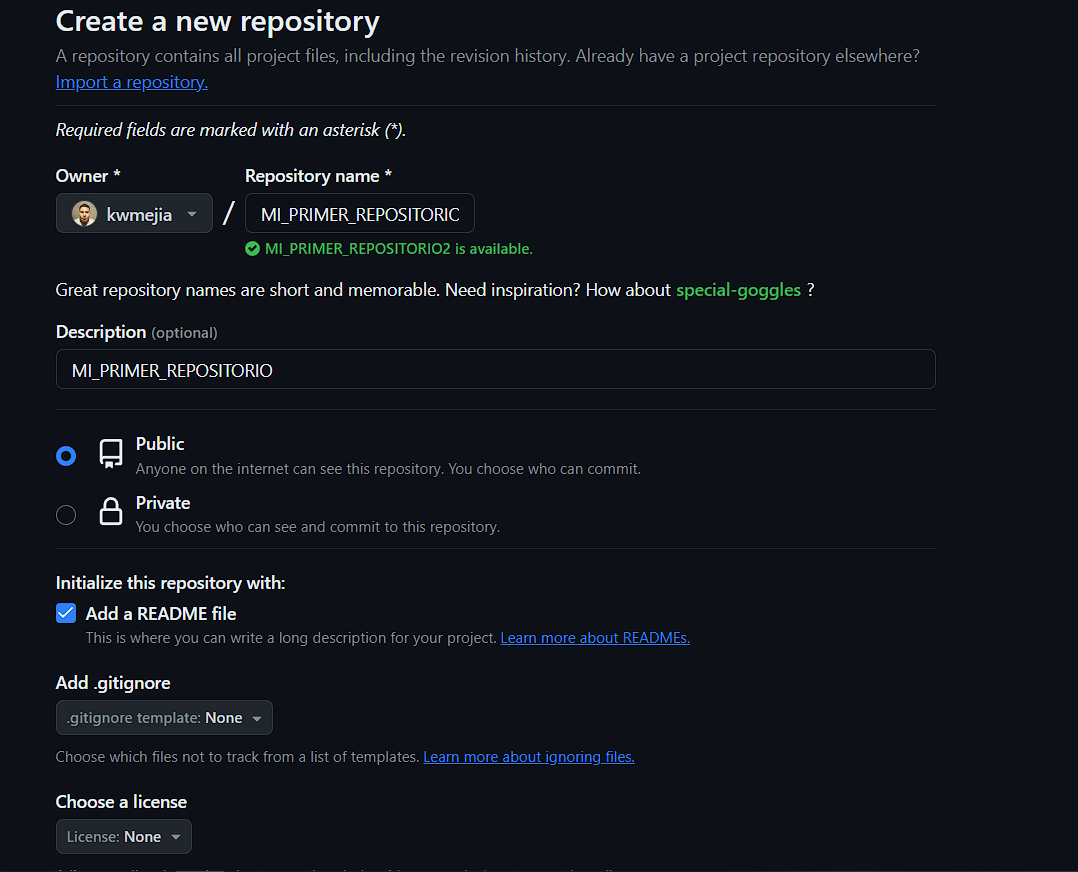 Create a new repository
A repository contains all project files, including the revision history. Already have a project repository elsewhere?
Import a repository.
Required fields are marked with an asterisk (*).
Owner * Repository name *
kwmejia / MI_PRIMER_REPOSITORIO
MI_PRIMER_REPOSITORIO2 is available.
Great repository names are short and memorable. Need inspiration? How about special-goggles ?
Description (optional)
MI_PRIMER_REPOSITORIO
Public
Anyone on the internet can see this repository. You choose who can commit.
Private
You choose who can see and commit to this repository.
Initialize this repository with:
Add a README file
This is where you can write a long description for your project. Learn more about READMEs.
Add .gitignore
.gitignore template: None
Choose which files not to track from a list of templates. Learn more about ignoring files.
Choose a license
License: None